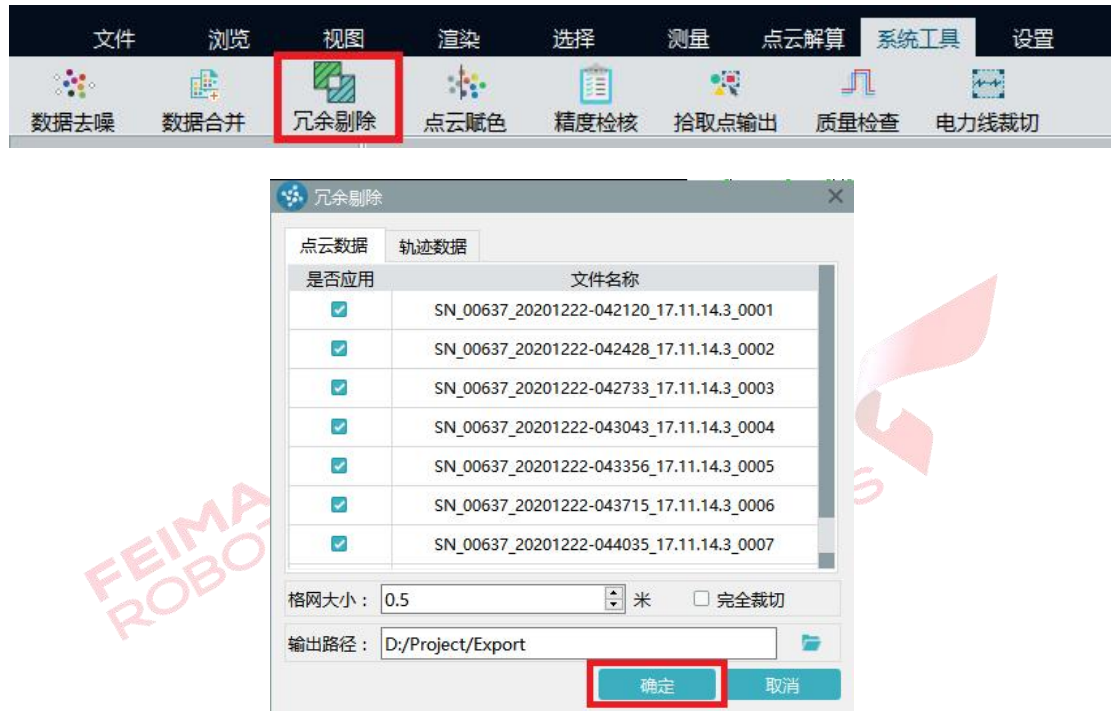 文件 浏览 视图 渲染 选择 测量 点云解算 系统工具 设置
数据去噪 数据合并 冗余剔除 点云赋色 精度检核 拾取点输出 质量检查 电力线裁切
冗余剔除
点云数据 轨迹数据
是否应用 文件名称
SN_00637_20201222-042120_17.11.14.3_0001
SN_00637_20201222-042428_17.11.14.3_0002
SN_00637_20201222-042733_17.11.14.3_0003
SN_00637_20201222-043043_17.11.14.3_0004
SN_00637_20201222-043356_17.11.14.3_0005
SN_00637_20201222-043715_17.11.14.3_0006
SN_00637_20201222-044035_17.11.14.3_0007
格网大小： 0.5 米 完全裁切
输出路径： D:/Project/Export
确定 取消
FEIMA